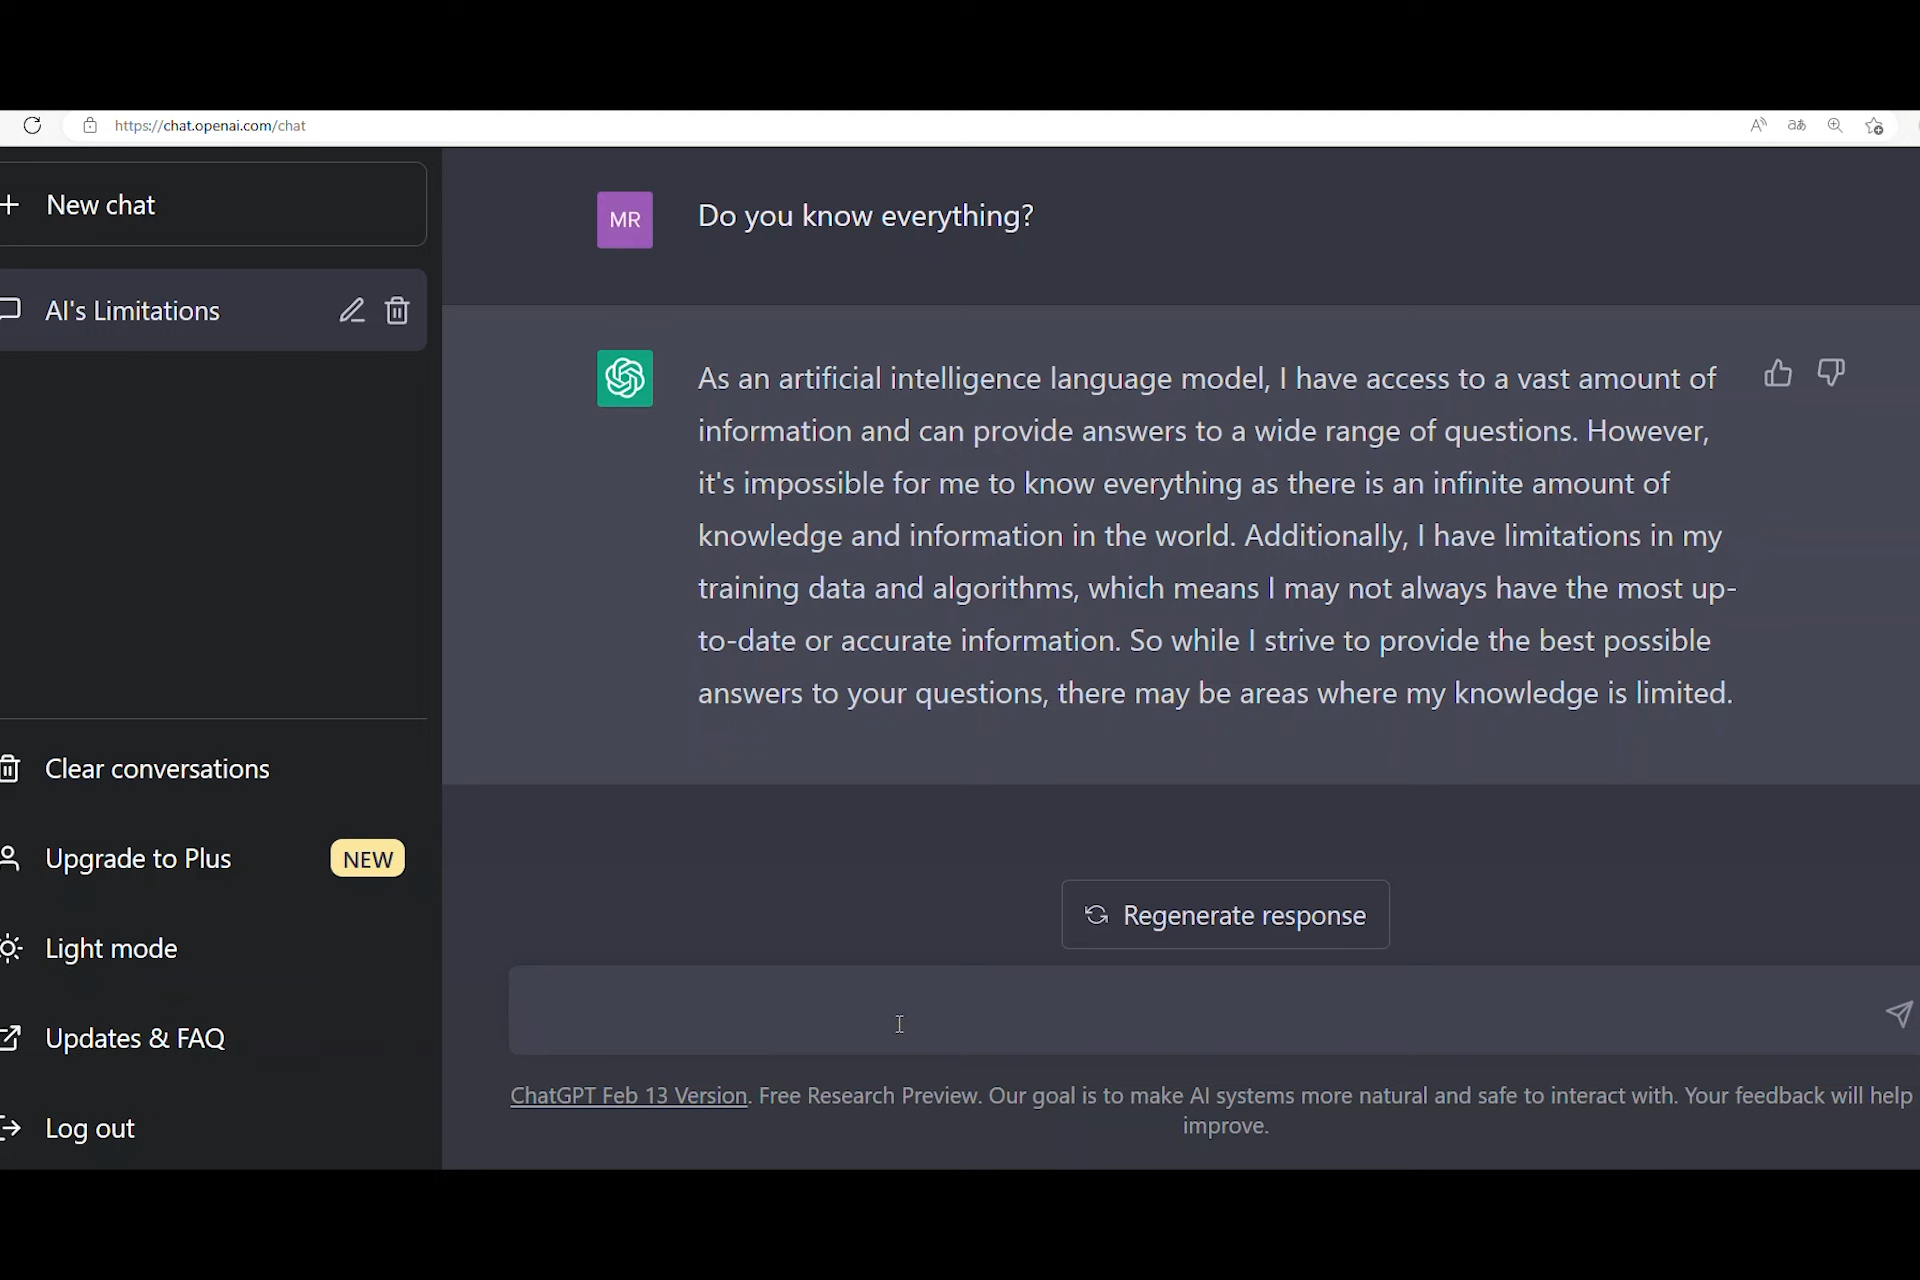 https://chat.openai.com/chat
New chat
AI's Limitations
Clear conversations
Upgrade to Plus
NEW
Light mode
Updates & FAQ
Log out
MR
Do you know everything?
As an artificial intelligence language model, I have access to a vast amount of
information and can provide answers to a wide range of questions. However,
it's impossible for me to know everything as there is an infinite amount of
knowledge and information in the world. Additionally, I have limitations in my
training data and algorithms, which means I may not always have the most up-
to-date or accurate information. So while I strive to provide the best possible
answers to your questions, there may be areas where my knowledge is limited.
Regenerate response
ChatGPT Feb 13 Version. Free Research Preview. Our goal is to make AI systems more natural and safe to interact with. Your feedback will help
improve.